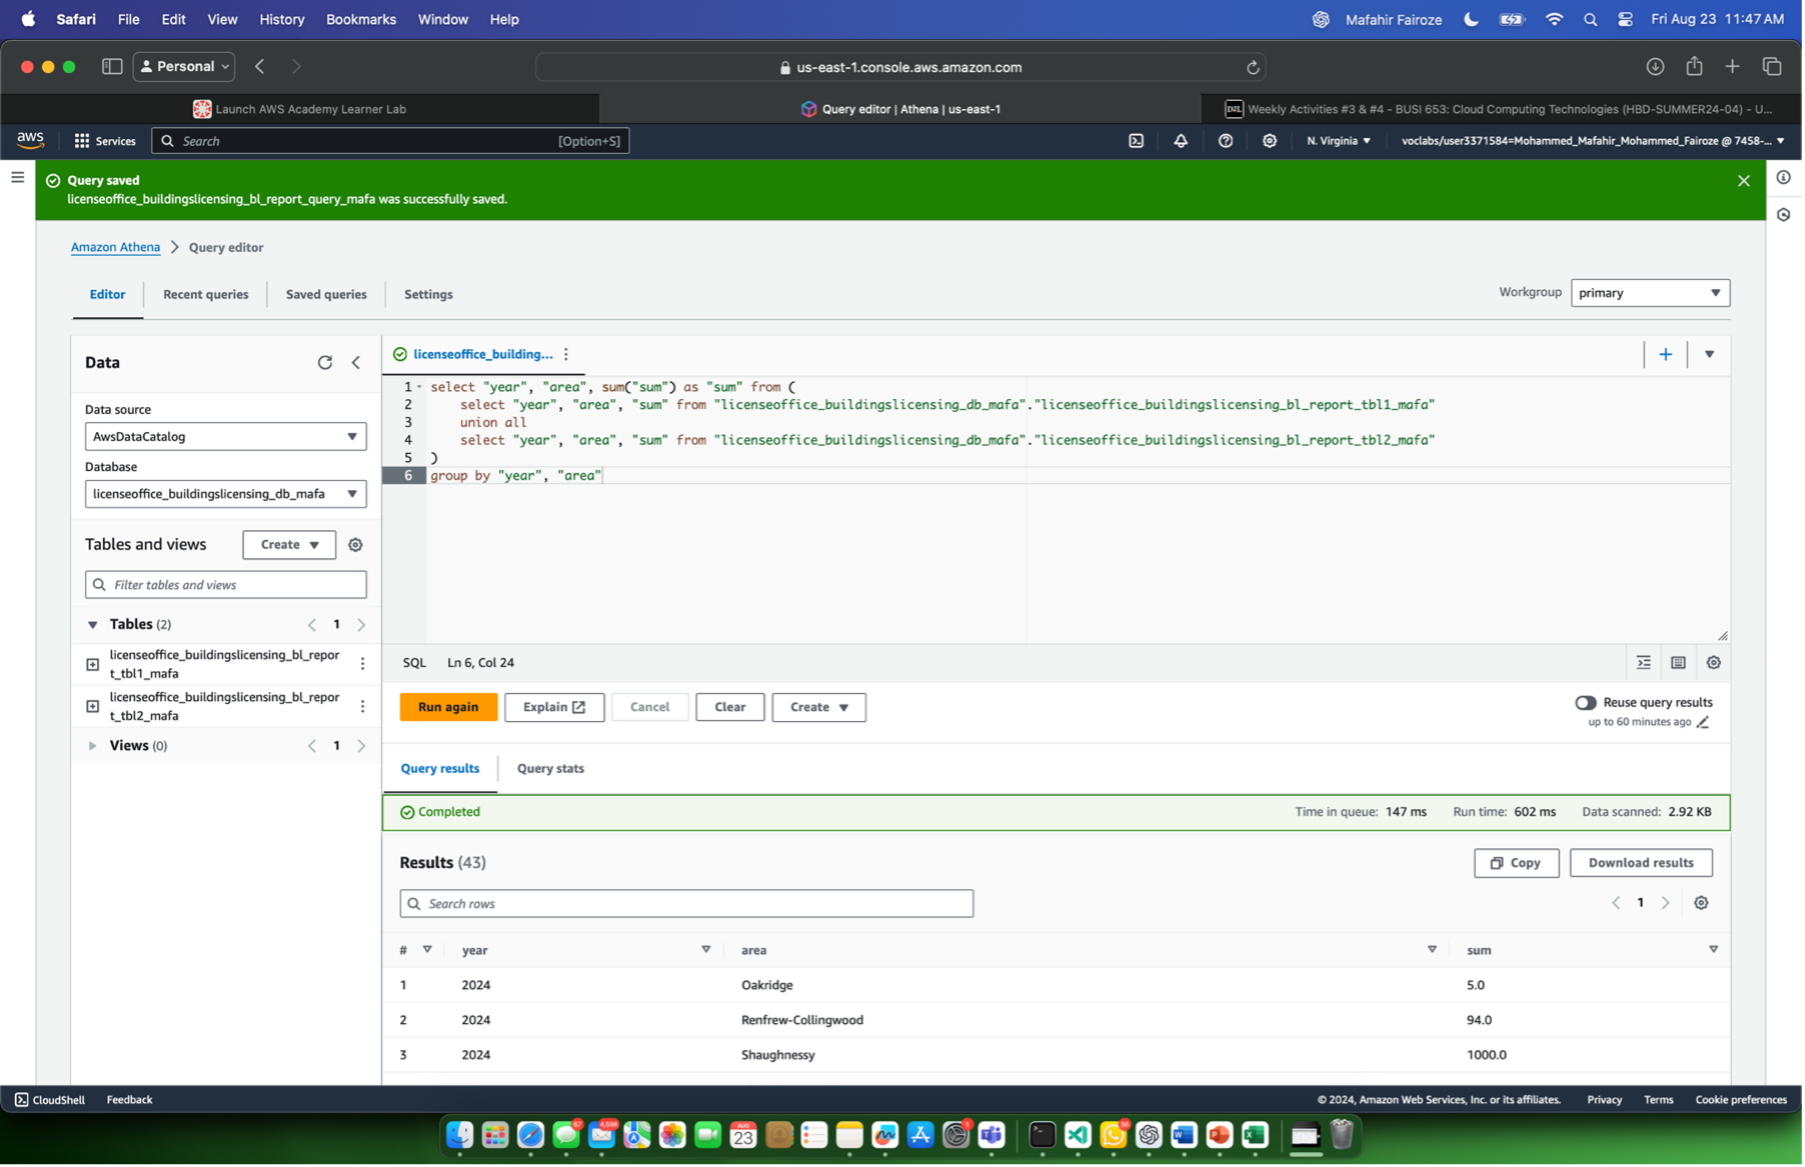 Safari File Edit View History Bookmarks Window Help Mafahir Fairoze Fri Aug 23 11:47 AM
Personal us-east-1.console.aws.amazon.com
Launch AWS Academy Learner Lab Query editor | Athena | us-east-1 D2L Weekly Activities #3 & #4 - BUSI 653: Cloud Computing Technologies (HBD-SUMMER24-04) - U...
aws Services Search [Option+S] N. Virginia voclabs/user3371584=Mohammed_Mafahir_Mohammed_Fairoze @ 7458-...
Query saved
licenseoffice_buildingslicensing_bl_report_query_mafa was successfully saved.
Amazon Athena > Query editor
Editor Recent queries Saved queries Settings Workgroup primary
Data
licenseoffice_building...
Data source
AwsDataCatalog
Database
licenseoffice_buildingslicensing_db_mafa
Tables and views Create
Filter tables and views
Tables (2) < 1 >
licenseoffice_buildingslicensing_bl_repor
t_tbl1_mafa
licenseoffice_buildingslicensing_bl_repor
t_tbl2_mafa
Views (0) < 1 >
1 select "year", "area", sum("sum") as "sum" from (
2 select "year", "area", "sum" from "licenseoffice_buildingslicensing_db_mafa"."licenseoffice_buildingslicensing_bl_report_tbl1_mafa"
3 union all
4 select "year", "area", "sum" from "licenseoffice_buildingslicensing_db_mafa"."licenseoffice_buildingslicensing_bl_report_tbl2_mafa"
5 )
6 group by "year", "area"
SQL Ln 6, Col 24
Run again Explain Cancel Clear Create Reuse query results
up to 60 minutes ago
Query results Query stats
Completed Time in queue: 147 ms Run time: 602 ms Data scanned: 2.92 KB
Results (43) Copy Download results
Search rows < 1 >
# year area sum
1 2024 Oakridge 5.0
2 2024 Renfrew-Collingwood 94.0
3 2024 Shaughnessy 1000.0
CloudShell Feedback © 2024, Amazon Web Services, Inc. or its affiliates. Privacy Terms Cookie preferences